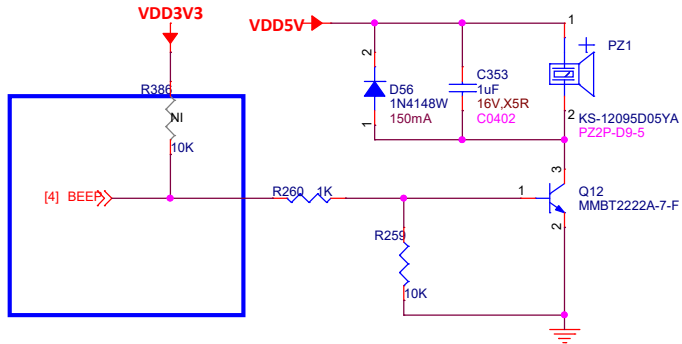 VDD3V3
VDD5V
1
PZ1
2
R386
D56
C353
1N4148W
1uF
150mA
16V,X5R
C0402
NI
1
2
KS-12095D05YA
PZ2P-D9-5
10K
3
[4] BEEP
R260 1K
1
Q12
MMBT2222A-7-F
2
R259
10K